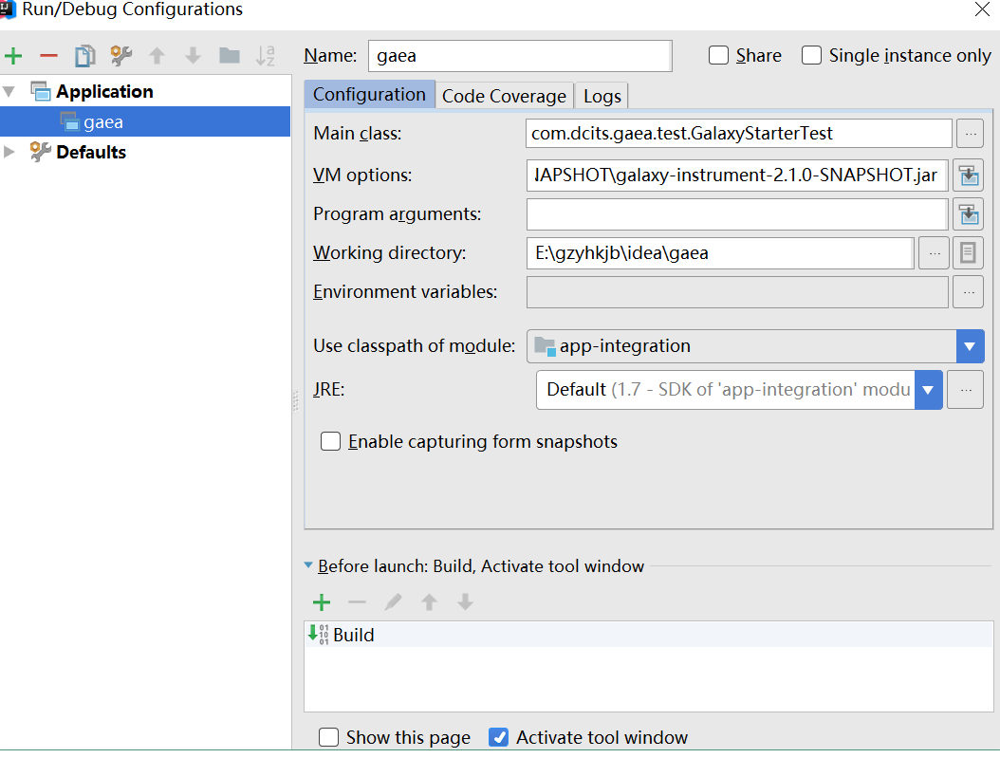 Run/Debug Configurations
Name: gaea Share Single instance only
Application
gaea
Defaults
Configuration Code Coverage Logs
Main class: com.dcits.gaea.test.GalaxyStarterTest ...
VM options: \galaxy-instrument-2.1.0-SNAPSHOT.jar
Program arguments:
Working directory: E:\gzyhkjb\idea\gaea ...
Environment variables: ...
Use classpath of module: app-integration
JRE: Default (1.7 - SDK of 'app-integration' modu ...
Enable capturing form snapshots
Before launch: Build, Activate tool window
Build
Show this page Activate tool window